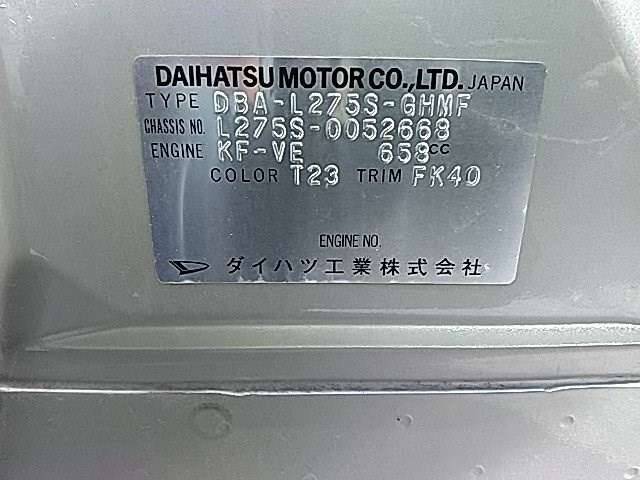 DAIHATSU MOTOR CO.,LTD. JAPAN
TYPE DBA-L275S-GHMF
CHASSIS NO. L275S-0052668
ENGINE KF-VE 658cc
COLOR T23 TRIM FK40
ENGINE NO.
ダイハツ工業株式会社